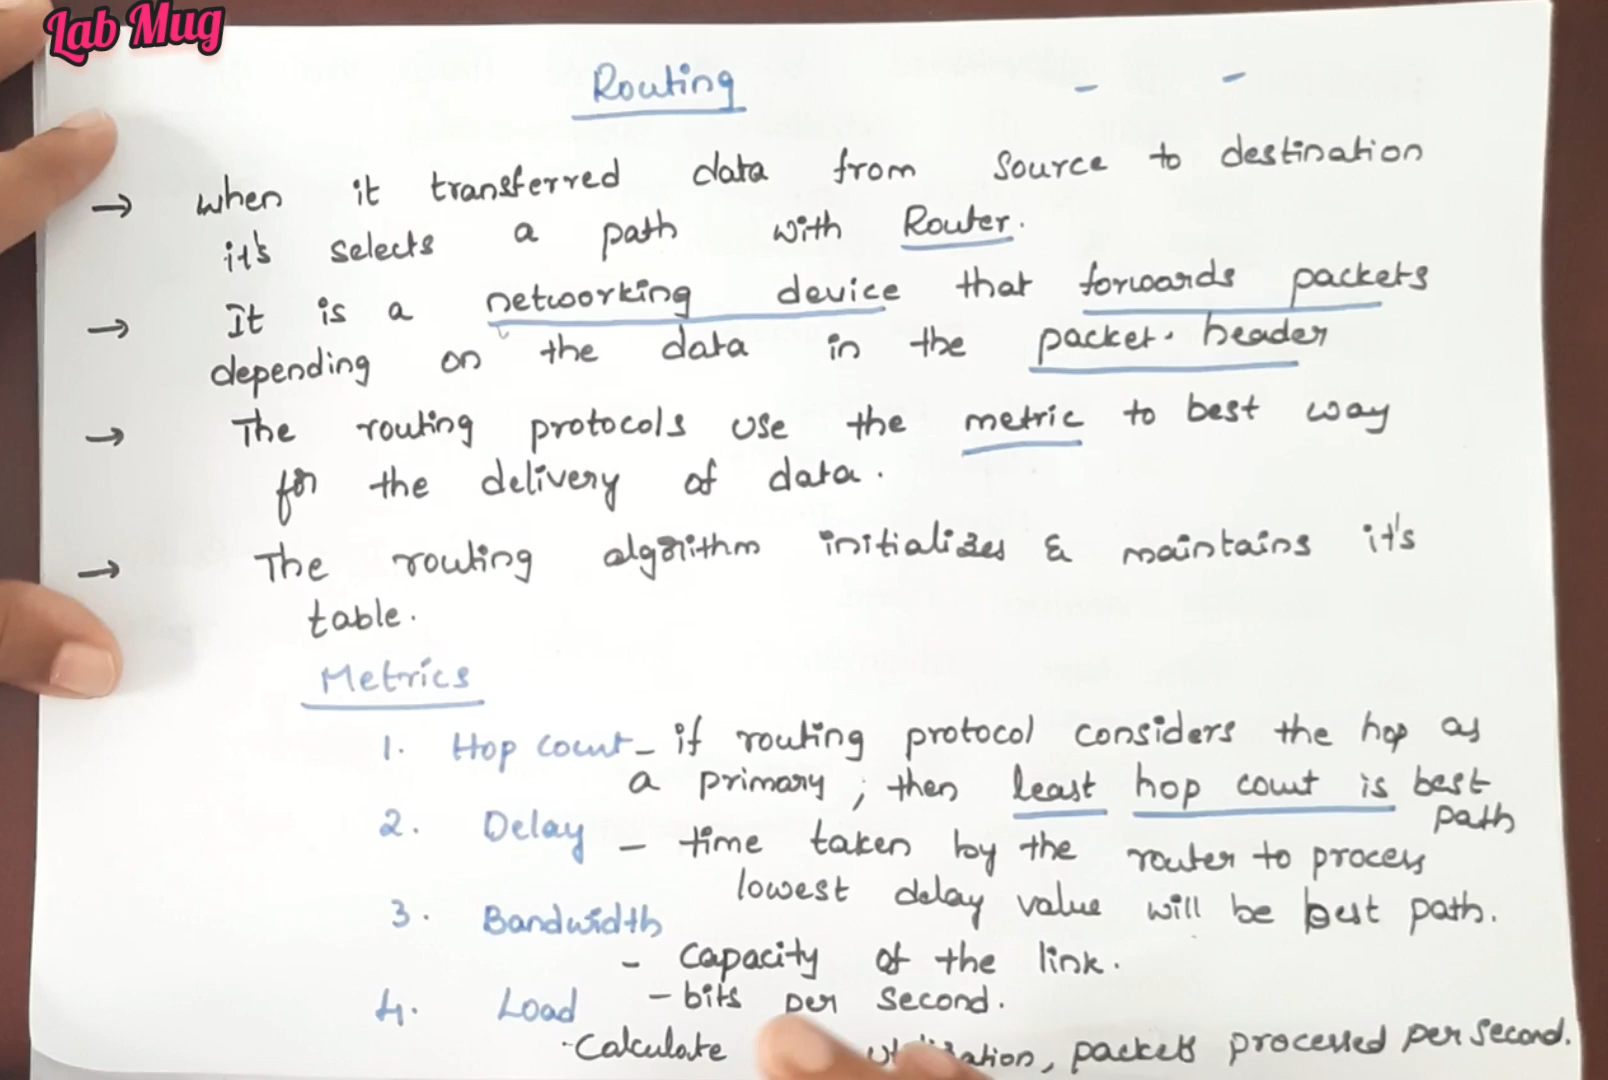 Lab Mug
Routing
→ when it transferred data from source to destination
it's selects a path with Router.
→ It is a networking device that forwards packets
depending on the data in the packet. header
→ The routing protocols use the metric to best way
for the delivery of data.
→ The routing algorithm initializes & maintains it's
table.
Metrics
1. Hop count - if routing protocol considers the hop as
a primary, then least hop count is best
path
2. Delay - time taken by the router to process
lowest delay value will be best path.
3. Bandwidth
- capacity of the link.
- bits per second.
4. Load
- Calculate packets processed per second.